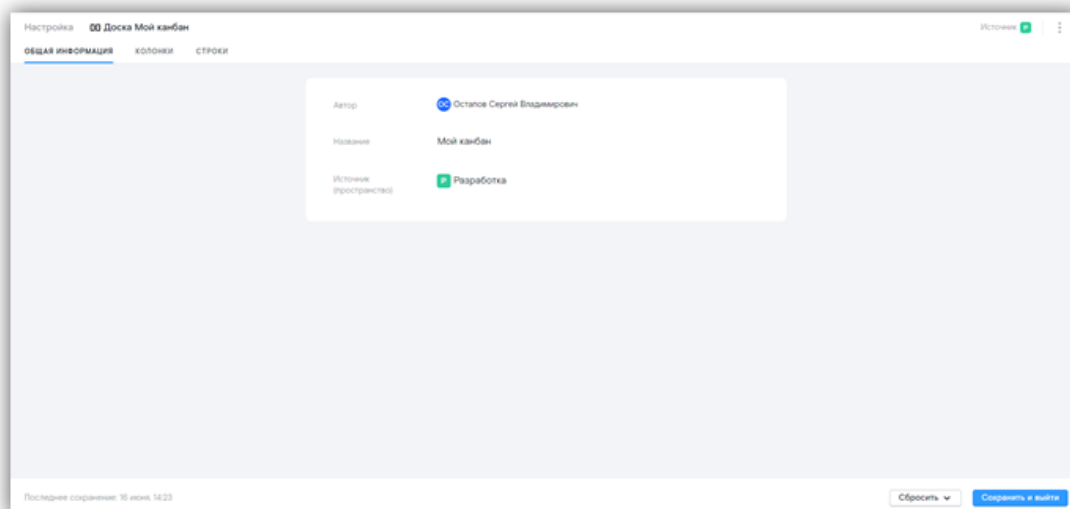 Настройка Доска Мой канбан Источник Р
ОБЩАЯ ИНФОРМАЦИЯ КОЛОНКИ СТРОКИ
Автор ОС Остапов Сергей Владимирович
Название Мой канбан
Источник
(пространство) Р Разработка
Последнее сохранение: 16 июня, 14:23 Сбросить Сохранить и выйти